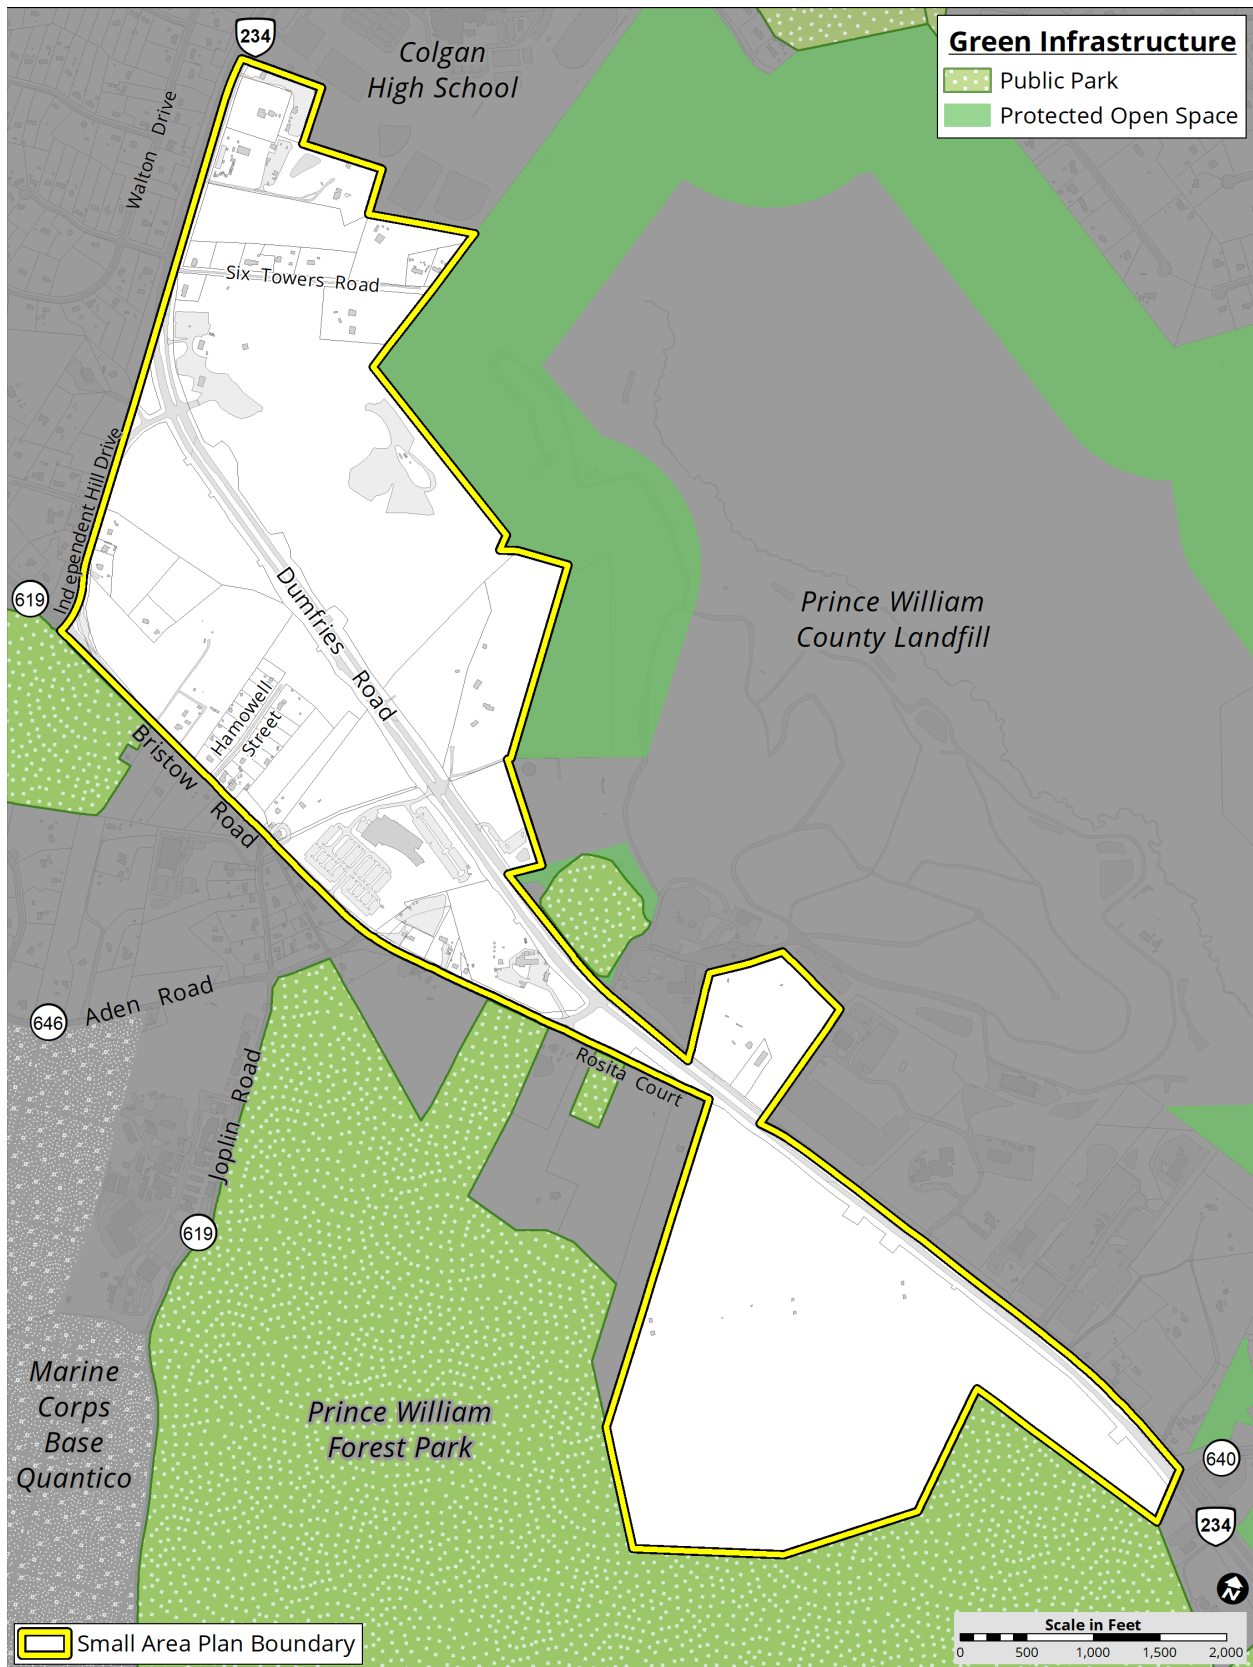 234
Colgan
High School
Green Infrastructure
Public Park
Protected Open Space
Walton Drive
Six Towers Road
Independent Hill Drive
619
Dumfries Road
Prince William
County Landfill
Hamowell
Street
Bristow Road
Aden Road
646
Rosita Court
Joplin Road
619
Marine
Corps
Base
Quantico
Prince William
Forest Park
640
234
N
Small Area Plan Boundary
Scale in Feet
0 500 1,000 1,500 2,000